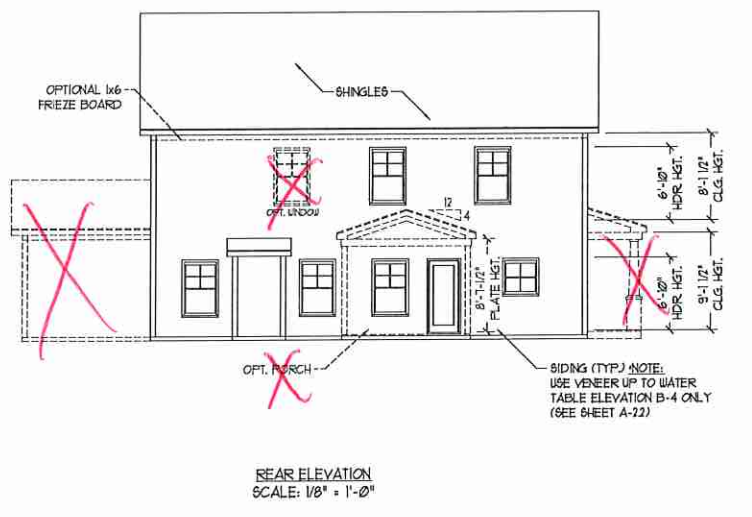 OPTIONAL 1x6
FRIEZE BOARD
SHINGLES
OPT. WINDOW
12
4
6'-10"
HDR. HGT.
8'-1 1/2"
CLG. HGT.
8'-7-1/2"
PLATE HGT.
6'-10"
HDR. HGT.
9'-1 1/2"
CLG. HGT.
OPT. PORCH
SIDING (TYP.) NOTE:
USE VENEER UP TO WATER
TABLE ELEVATION B-4 ONLY
(SEE SHEET A-22)
REAR ELEVATION
SCALE: 1/8" = 1'-0"